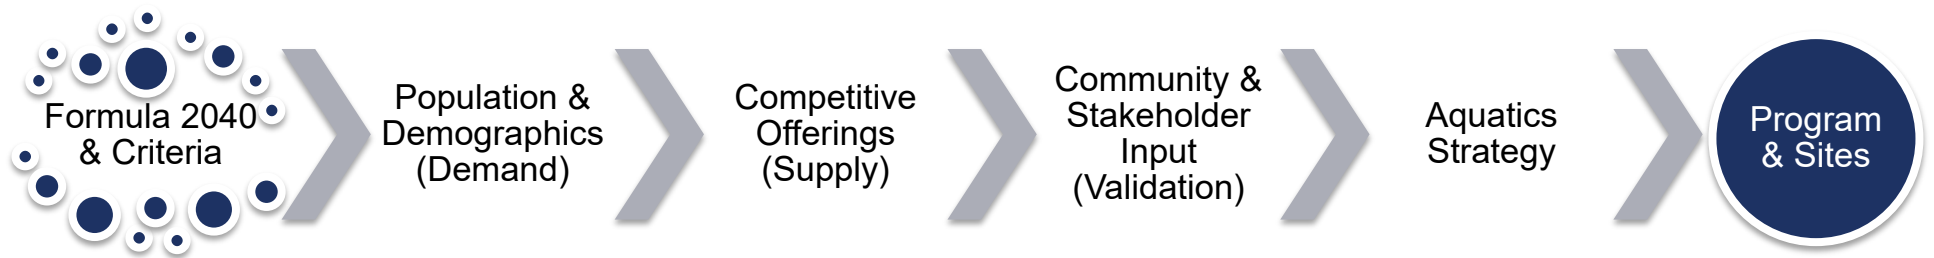 Formula 2040
& Criteria
Population &
Demographics
(Demand)
Competitive
Offerings
(Supply)
Community &
Stakeholder
Input
(Validation)
Aquatics
Strategy
Program
& Sites